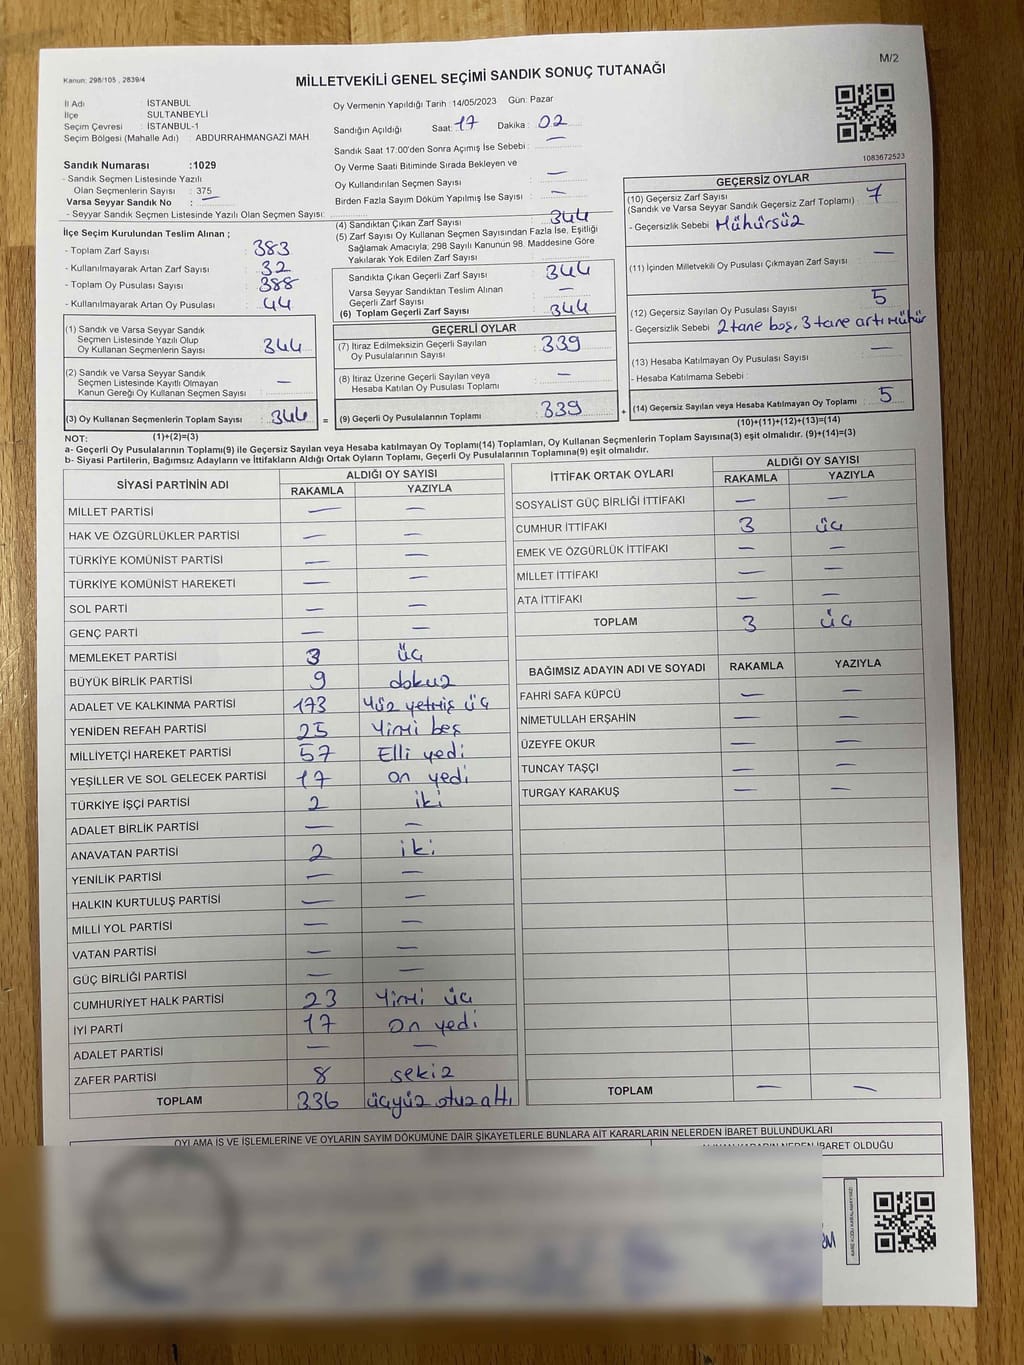 M/2
Kanun: 298/105 , 2839/4
MİLLETVEKİLİ GENEL SEÇİMİ SANDIK SONUÇ TUTANAĞI
İl Adı : İSTANBUL
İlçe : SULTANBEYLİ
Seçim Çevresi : İSTANBUL-1
Seçim Bölgesi (Mahalle Adı) : ABDURRAHMANGAZİ MAH.
Sandık Numarası :1029
- Sandık Seçmen Listesinde Yazılı
Olan Seçmenlerin Sayısı : 375
Varsa Seyyar Sandık No : —
- Seyyar Sandık Seçmen Listesinde Yazılı Olan Seçmen Sayısı:
Oy Vermenin Yapıldığı Tarih : 14/05/2023 Gün: Pazar
Sandığın Açıldığı Saat: 17 Dakika : 02
Sandık Saat 17:00'den Sonra Açımış İse Sebebi : —
Oy Verme Saati Bitiminde Sırada Bekleyen ve
Oy Kullandırılan Seçmen Sayısı : —
Birden Fazla Sayım Döküm Yapılmış İse Sayısı : —
1083672523
İlçe Seçim Kurulundan Teslim Alınan ;
- Toplam Zarf Sayısı : 383
- Kullanılmayarak Artan Zarf Sayısı : 32
- Toplam Oy Pusulası Sayısı : 388
- Kullanılmayarak Artan Oy Pusulası : 44
(1) Sandık ve Varsa Seyyar Sandık
Seçmen Listesinde Yazılı Olup
Oy Kullanan Seçmenlerin Sayısı : 344
(2) Sandık ve Varsa Seyyar Sandık
Seçmen Listesinde Kayıtlı Olmayan
Kanun Gereği Oy Kullanan Seçmen Sayısı : —
(3) Oy Kullanan Seçmenlerin Toplam Sayısı : 344 =
(1)+(2)=(3)
(4) Sandıktan Çıkan Zarf Sayısı : 344
(5) Zarf Sayısı Oy Kullanan Seçmen Sayısından Fazla İse, Eşitliği
Sağlamak Amacıyla; 298 Sayılı Kanunun 98. Maddesine Göre
Yakılarak Yok Edilen Zarf Sayısı :
Sandıkta Çıkan Geçerli Zarf Sayısı : 344
Varsa Seyyar Sandıktan Teslim Alınan
Geçerli Zarf Sayısı : —
(6) Toplam Geçerli Zarf Sayısı : 344
GEÇERLİ OYLAR
(7) İtiraz Edilmeksizin Geçerli Sayılan
Oy Pusulalarının Sayısı : 339
(8) İtiraz Üzerine Geçerli Sayılan veya
Hesaba Katılan Oy Pusulası Toplamı : —
(9) Geçerli Oy Pusulalarının Toplamı : 339 +
GEÇERSİZ OYLAR
(10) Geçersiz Zarf Sayısı : 7
(Sandık ve Varsa Seyyar Sandık Geçersiz Zarf Toplamı)
- Geçersizlik Sebebi : Mühürsüz
(11) İçinden Milletvekili Oy Pusulası Çıkmayan Zarf Sayısı : —
(12) Geçersiz Sayılan Oy Pusulası Sayısı : 5
- Geçersizlik Sebebi : 2 tane boş, 3 tane artı mühür
(13) Hesaba Katılmayan Oy Pusulası Sayısı : —
- Hesaba Katılmama Sebebi :
(14) Geçersiz Sayılan veya Hesaba Katılmayan Oy Toplamı : 5
(10)+(11)+(12)+(13)=(14)
NOT:
a- Geçerli Oy Pusulalarının Toplamı(9) ile Geçersiz Sayılan veya Hesaba katılmayan Oy Toplamı(14) Toplamları, Oy Kullanan Seçmenlerin Toplam Sayısına(3) eşit olmalıdır. (9)+(14)=(3)
b- Siyasi Partilerin, Bağımsız Adayların ve İttifakların Aldığı Ortak Oyların Toplamı, Geçerli Oy Pusulalarının Toplamına(9) eşit olmalıdır.
SİYASİ PARTİNİN ADI ALDIĞI OY SAYISI
RAKAMLA YAZIYLA
MİLLET PARTİSİ — —
HAK VE ÖZGÜRLÜKLER PARTİSİ — —
TÜRKİYE KOMÜNİST PARTİSİ — —
TÜRKİYE KOMÜNİST HAREKETİ — —
SOL PARTİ — —
GENÇ PARTİ — —
MEMLEKET PARTİSİ 3 üç
BÜYÜK BİRLİK PARTİSİ 9 dokuz
ADALET VE KALKINMA PARTİSİ 173 Yüz yetmiş üç
YENİDEN REFAH PARTİSİ 25 Yirmi beş
MİLLİYETÇİ HAREKET PARTİSİ 57 Elli yedi
YEŞİLLER VE SOL GELECEK PARTİSİ 17 on yedi
TÜRKİYE İŞÇİ PARTİSİ 2 iki
ADALET BİRLİK PARTİSİ — —
ANAVATAN PARTİSİ 2 iki
YENİLİK PARTİSİ — —
HALKIN KURTULUŞ PARTİSİ — —
MİLLİ YOL PARTİSİ — —
VATAN PARTİSİ — —
GÜÇ BİRLİĞİ PARTİSİ — —
CUMHURİYET HALK PARTİSİ 23 Yirmi üç
İYİ PARTİ 17 On yedi
ADALET PARTİSİ — —
ZAFER PARTİSİ 8 sekiz
TOPLAM 336 üçyüz otuz altı
İTTİFAK ORTAK OYLARI ALDIĞI OY SAYISI
RAKAMLA YAZIYLA
SOSYALİST GÜÇ BİRLİĞİ İTTİFAKI — —
CUMHUR İTTİFAKI 3 üç
EMEK VE ÖZGÜRLÜK İTTİFAKI — —
MİLLET İTTİFAKI — —
ATA İTTİFAKI — —
TOPLAM 3 üç
BAĞIMSIZ ADAYIN ADI VE SOYADI RAKAMLA YAZIYLA
FAHRİ SAFA KÜPCÜ — —
NİMETULLAH ERŞAHİN — —
ÜZEYFE OKUR — —
TUNCAY TAŞÇI — —
TURGAY KARAKUŞ — —
TOPLAM — —
OYLAMA İŞ VE İŞLEMLERİNE VE OYLARIN SAYIM DÖKÜMÜNE DAİR ŞİKAYETLERLE BUNLARA AİT KARARLARIN NELERDEN İBARET BULUNDUKLARI
KARARIN NEDEN İBARET OLDUĞU